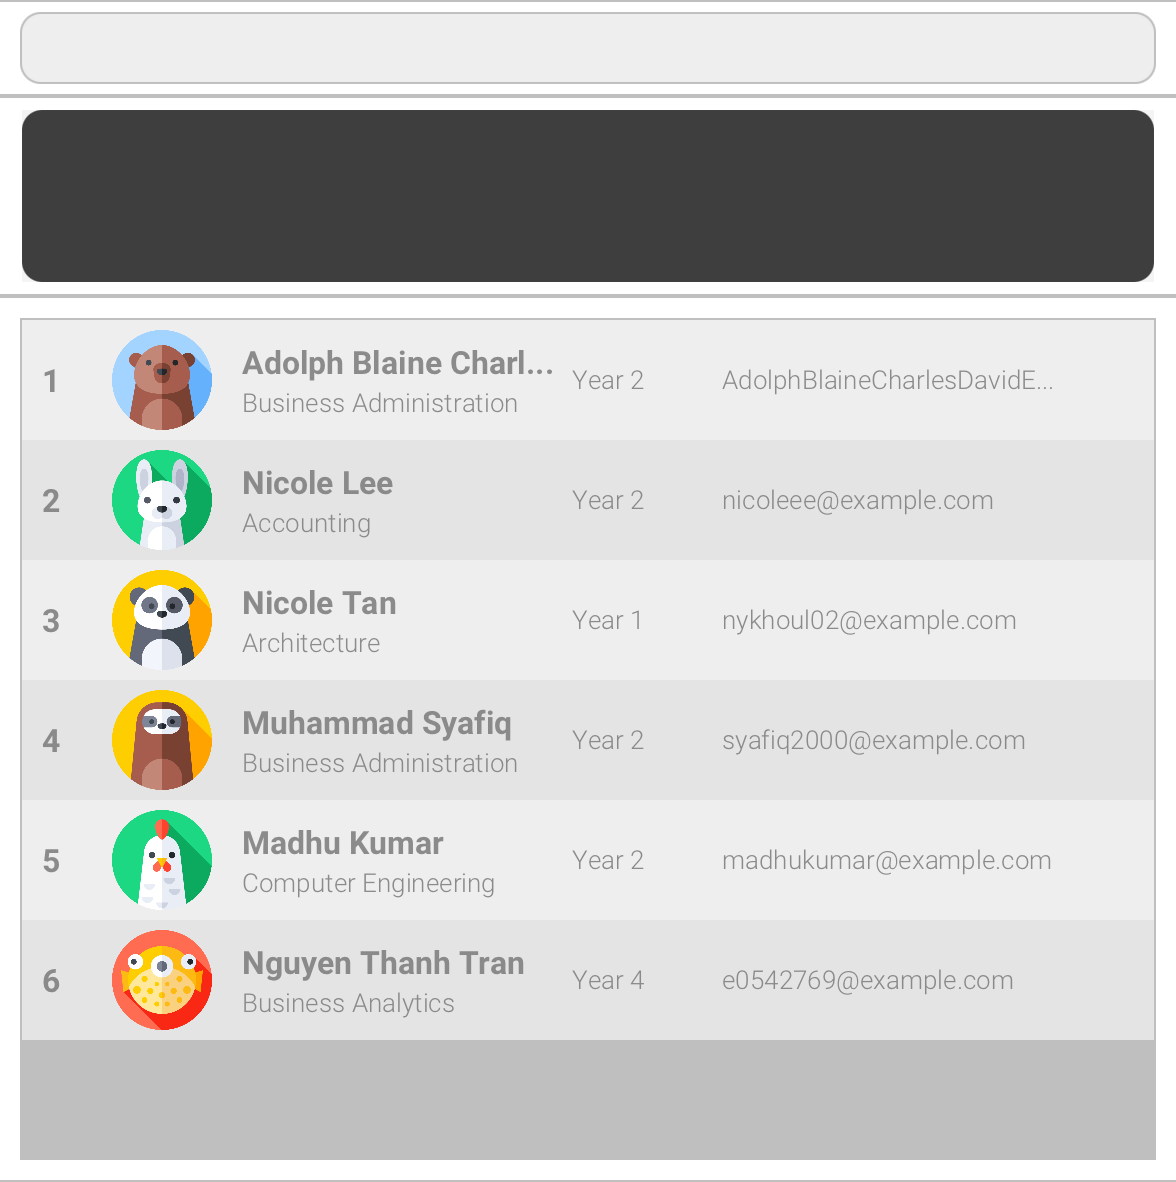 1
Adolph Blaine Charl...
Business Administration
Year 2
AdolphBlaineCharlesDavidE...
2
Nicole Lee
Accounting
Year 2
nicoleee@example.com
3
Nicole Tan
Architecture
Year 1
nykhoul02@example.com
4
Muhammad Syafiq
Business Administration
Year 2
syafiq2000@example.com
5
Madhu Kumar
Computer Engineering
Year 2
madhukumar@example.com
6
Nguyen Thanh Tran
Business Analytics
Year 4
e0542769@example.com